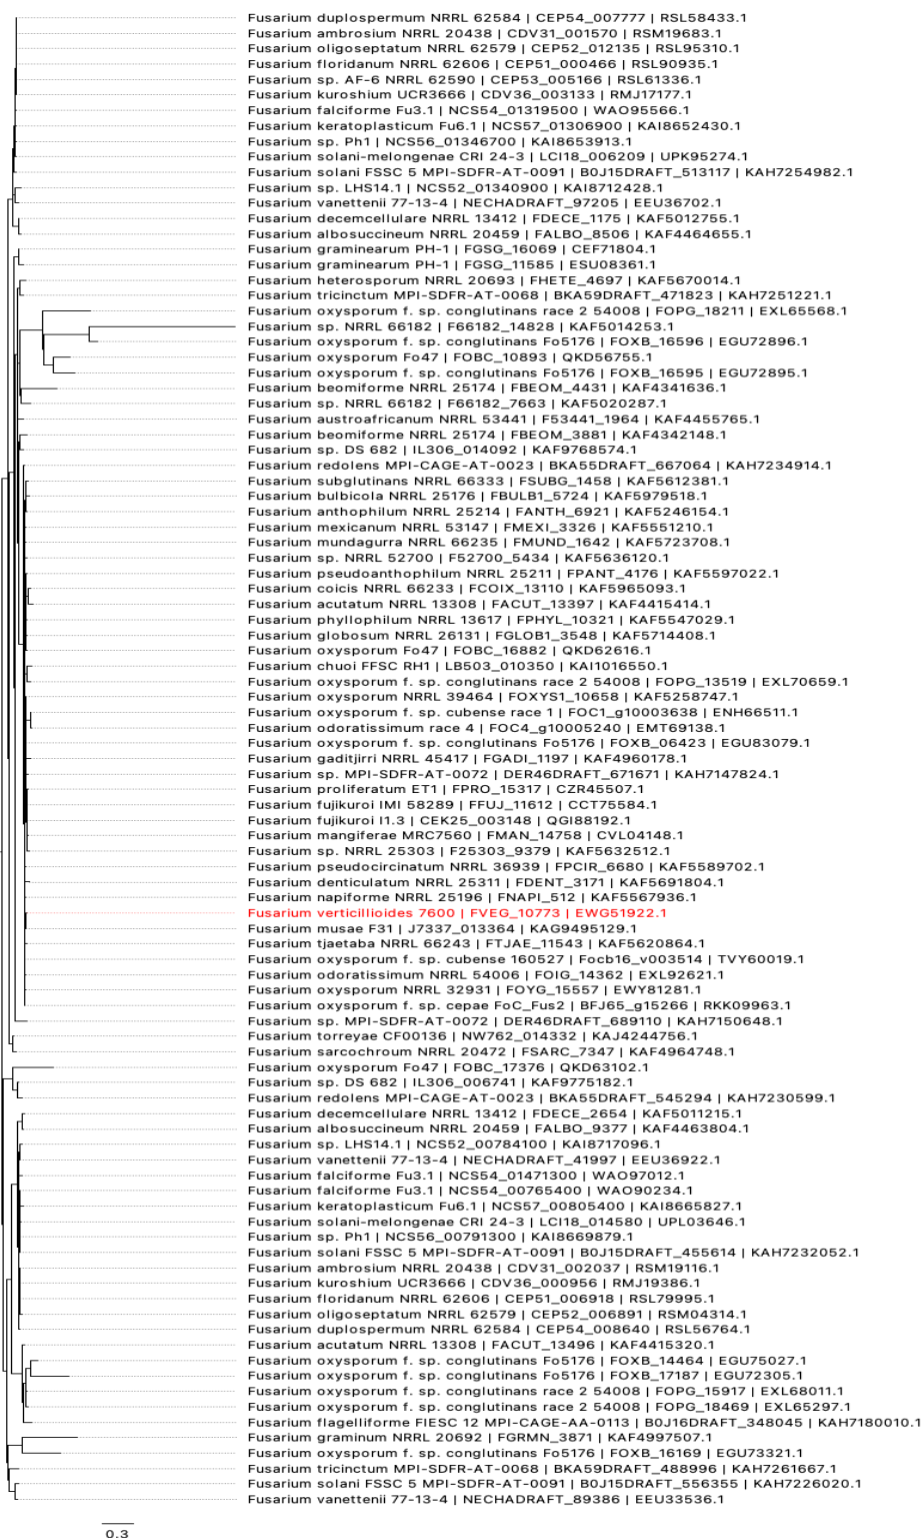 Fusarium duplospermum NRRL 62584 | CEP54_007777 | RSL58433.1
Fusarium ambrosium NRRL 20438 | CDV31_001570 | RSM19683.1
Fusarium oligoseptatum NRRL 62579 | CEP52_012135 | RSL95310.1
Fusarium floridanum NRRL 62606 | CEP51_000466 | RSL90935.1
Fusarium sp. AF-6 NRRL 62590 | CEP53_005166 | RSL61336.1
Fusarium kuroshium UCR3666 | CDV36_003133 | RMJ17177.1
Fusarium falciforme Fu3.1 | NCS54_01319500 | WAO95566.1
Fusarium keratoplasticum Fu6.1 | NCS57_01306900 | KAI8652430.1
Fusarium sp. Ph1 | NCS56_01346700 | KAI8653913.1
Fusarium solani-melongenae CRI 24-3 | LCI18_006209 | UPK95274.1
Fusarium solani FSSC 5 MPI-SDFR-AT-0091 | B0J15DRAFT_513117 | KAH7254982.1
Fusarium sp. LHS14.1 | NCS52_01340900 | KAI8712428.1
Fusarium vanettenii 77-13-4 | NECHADRAFT_97205 | EEU36702.1
Fusarium decemcellulare NRRL 13412 | FDECE_1175 | KAF5012755.1
Fusarium albosuccineum NRRL 20459 | FALBO_8506 | KAF4464655.1
Fusarium graminearum PH-1 | FGSG_16069 | CEF71804.1
Fusarium graminearum PH-1 | FGSG_11585 | ESU08361.1
Fusarium heterosporum NRRL 20693 | FHETE_4697 | KAF5670014.1
Fusarium tricinctum MPI-SDFR-AT-0068 | BKA59DRAFT_471823 | KAH7251221.1
Fusarium oxysporum f. sp. conglutinans race 2 54008 | FOPG_18211 | EXL65568.1
Fusarium sp. NRRL 66182 | F66182_14828 | KAF5014253.1
Fusarium oxysporum f. sp. conglutinans Fo5176 | FOXB_16596 | EGU72896.1
Fusarium oxysporum Fo47 | FOBC_10893 | QKD56755.1
Fusarium oxysporum f. sp. conglutinans Fo5176 | FOXB_16595 | EGU72895.1
Fusarium beomiforme NRRL 25174 | FBEOM_4431 | KAF4341636.1
Fusarium sp. NRRL 66182 | F66182_7663 | KAF5020287.1
Fusarium austroafricanum NRRL 53441 | F53441_1964 | KAF4455765.1
Fusarium beomiforme NRRL 25174 | FBEOM_3881 | KAF4342148.1
Fusarium sp. DS 682 | IL306_014092 | KAF9768574.1
Fusarium redolens MPI-CAGE-AT-0023 | BKA55DRAFT_667064 | KAH7234914.1
Fusarium subglutinans NRRL 66333 | FSUBG_1458 | KAF5612381.1
Fusarium bulbicola NRRL 25176 | FBULB1_5724 | KAF5979518.1
Fusarium anthophilum NRRL 25214 | FANTH_6921 | KAF5246154.1
Fusarium mexicanum NRRL 53147 | FMEXI_3326 | KAF5551210.1
Fusarium mundagurra NRRL 66235 | FMUND_1642 | KAF5723708.1
Fusarium sp. NRRL 52700 | F52700_5434 | KAF5636120.1
Fusarium pseudoanthophilum NRRL 25211 | FPANT_4176 | KAF5597022.1
Fusarium coicis NRRL 66233 | FCOIX_13110 | KAF5965093.1
Fusarium acutatum NRRL 13308 | FACUT_13397 | KAF4415414.1
Fusarium phyllophilum NRRL 13617 | FPHYL_10321 | KAF5547029.1
Fusarium globosum NRRL 26131 | FGLOB1_3548 | KAF5714408.1
Fusarium oxysporum Fo47 | FOBC_16882 | QKD62616.1
Fusarium chuoi FFSC RH1 | LB503_010350 | KAI1016550.1
Fusarium oxysporum f. sp. conglutinans race 2 54008 | FOPG_13519 | EXL70659.1
Fusarium oxysporum NRRL 39464 | FOXYS1_10658 | KAF5258747.1
Fusarium oxysporum f. sp. cubense race 1 | FOC1_g10003638 | ENH66511.1
Fusarium odoratissimum race 4 | FOC4_g10005240 | EMT69138.1
Fusarium oxysporum f. sp. conglutinans Fo5176 | FOXB_06423 | EGU83079.1
Fusarium gaditjirri NRRL 45417 | FGADI_1197 | KAF4960178.1
Fusarium sp. MPI-SDFR-AT-0072 | DER46DRAFT_671671 | KAH7147824.1
Fusarium proliferatum ET1 | FPRO_15317 | CZR45507.1
Fusarium fujikuroi IMI 58289 | FFUJ_11612 | CCT75584.1
Fusarium fujikuroi I1.3 | CEK25_003148 | QGI88192.1
Fusarium mangiferae MRC7560 | FMAN_14758 | CVL04148.1
Fusarium sp. NRRL 25303 | F25303_9379 | KAF5632512.1
Fusarium pseudocircinatum NRRL 36939 | FPCIR_6680 | KAF5589702.1
Fusarium denticulatum NRRL 25311 | FDENT_3171 | KAF5691804.1
Fusarium napiforme NRRL 25196 | FNAPI_512 | KAF5567936.1
Fusarium verticillioides 7600 | FVEG_10773 | EWG51922.1
Fusarium musae F31 | J7337_013364 | KAG9495129.1
Fusarium tjaetaba NRRL 66243 | FTJAE_11543 | KAF5620864.1
Fusarium oxysporum f. sp. cubense 160527 | Focb16_v003514 | TVY60019.1
Fusarium odoratissimum NRRL 54006 | FOIG_14362 | EXL92621.1
Fusarium oxysporum NRRL 32931 | FOYG_15557 | EWY81281.1
Fusarium oxysporum f. sp. cepae FoC_Fus2 | BFJ65_g15266 | RKK09963.1
Fusarium sp. MPI-SDFR-AT-0072 | DER46DRAFT_689110 | KAH7150648.1
Fusarium torreyae CF00136 | NW762_014332 | KAJ4244756.1
Fusarium sarcochroum NRRL 20472 | FSARC_7347 | KAF4964748.1
Fusarium oxysporum Fo47 | FOBC_17376 | QKD63102.1
Fusarium sp. DS 682 | IL306_006741 | KAF9775182.1
Fusarium redolens MPI-CAGE-AT-0023 | BKA55DRAFT_545294 | KAH7230599.1
Fusarium decemcellulare NRRL 13412 | FDECE_2654 | KAF5011215.1
Fusarium albosuccineum NRRL 20459 | FALBO_9377 | KAF4463804.1
Fusarium sp. LHS14.1 | NCS52_00784100 | KAI8717096.1
Fusarium vanettenii 77-13-4 | NECHADRAFT_41997 | EEU36922.1
Fusarium falciforme Fu3.1 | NCS54_01471300 | WAO97012.1
Fusarium falciforme Fu3.1 | NCS54_00765400 | WAO90234.1
Fusarium keratoplasticum Fu6.1 | NCS57_00805400 | KAI8665827.1
Fusarium solani-melongenae CRI 24-3 | LCI18_014580 | UPL03646.1
Fusarium sp. Ph1 | NCS56_00791300 | KAI8669879.1
Fusarium solani FSSC 5 MPI-SDFR-AT-0091 | B0J15DRAFT_455614 | KAH7232052.1
Fusarium ambrosium NRRL 20438 | CDV31_002037 | RSM19116.1
Fusarium kuroshium UCR3666 | CDV36_000956 | RMJ19386.1
Fusarium floridanum NRRL 62606 | CEP51_006918 | RSL79995.1
Fusarium oligoseptatum NRRL 62579 | CEP52_006891 | RSM04314.1
Fusarium duplospermum NRRL 62584 | CEP54_008640 | RSL56764.1
Fusarium acutatum NRRL 13308 | FACUT_13496 | KAF4415320.1
Fusarium oxysporum f. sp. conglutinans Fo5176 | FOXB_14464 | EGU75027.1
Fusarium oxysporum f. sp. conglutinans Fo5176 | FOXB_17187 | EGU72305.1
Fusarium oxysporum f. sp. conglutinans race 2 54008 | FOPG_15917 | EXL68011.1
Fusarium oxysporum f. sp. conglutinans race 2 54008 | FOPG_18469 | EXL65297.1
Fusarium flagelliforme FIESC 12 MPI-CAGE-AA-0113 | B0J16DRAFT_348045 | KAH7180010.1
Fusarium graminum NRRL 20692 | FGRMN_3871 | KAF4997507.1
Fusarium oxysporum f. sp. conglutinans Fo5176 | FOXB_16169 | EGU73321.1
Fusarium tricinctum MPI-SDFR-AT-0068 | BKA59DRAFT_488996 | KAH7261667.1
Fusarium solani FSSC 5 MPI-SDFR-AT-0091 | B0J15DRAFT_556355 | KAH7226020.1
Fusarium vanettenii 77-13-4 | NECHADRAFT_89386 | EEU33536.1
0.3